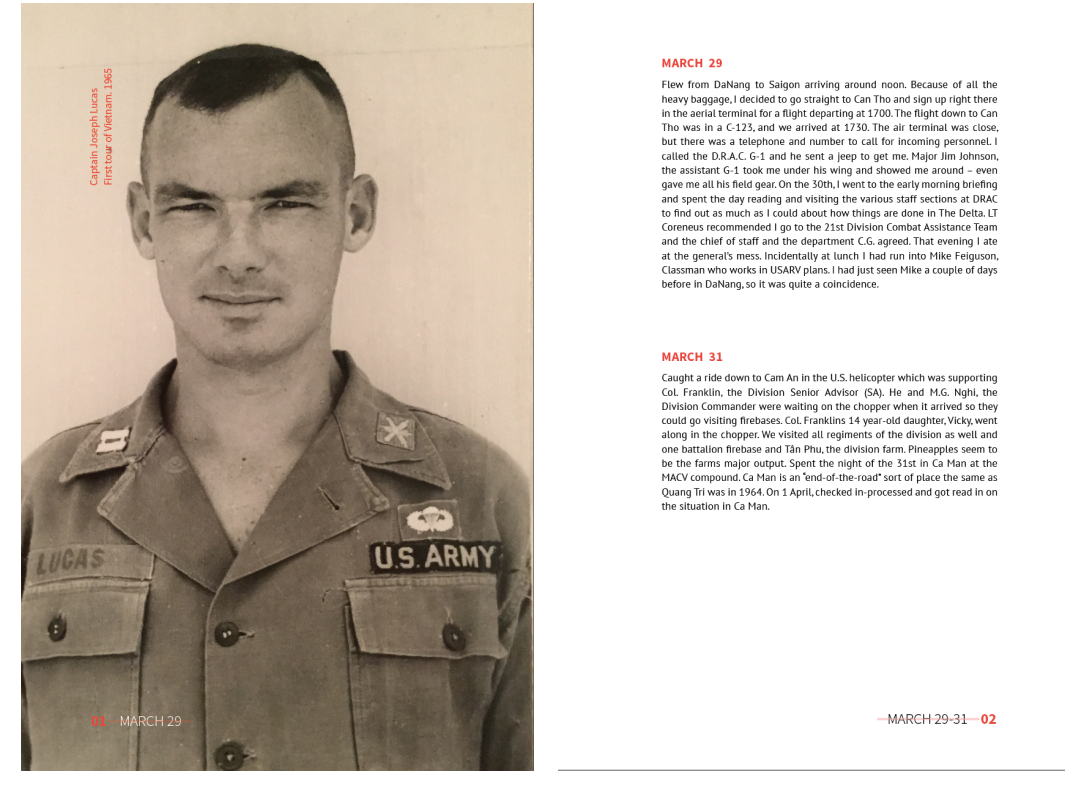 Captain Joseph Lucas
First tour of Vietnam, 1965
LUCAS
U.S. ARMY
01 MARCH 29
MARCH 29
Flew from DaNang to Saigon arriving around noon. Because of all the
heavy baggage, I decided to go straight to Can Tho and sign up right there
in the aerial terminal for a flight departing at 1700. The flight down to Can
Tho was in a C-123, and we arrived at 1730. The air terminal was close,
but there was a telephone and number to call for incoming personnel. I
called the D.R.A.C. G-1 and he sent a jeep to get me. Major Jim Johnson,
the assistant G-1 took me under his wing and showed me around – even
gave me all his field gear. On the 30th, I went to the early morning briefing
and spent the day reading and visiting the various staff sections at DRAC
to find out as much as I could about how things are done in The Delta. LT
Coreneus recommended I go to the 21st Division Combat Assistance Team
and the chief of staff and the department C.G. agreed. That evening I ate
at the general's mess. Incidentally at lunch I had run into Mike Feiguson,
Classman who works in USARV plans. I had just seen Mike a couple of days
before in DaNang, so it was quite a coincidence.
MARCH 31
Caught a ride down to Cam An in the U.S. helicopter which was supporting
Col. Franklin, the Division Senior Advisor (SA). He and M.G. Nghi, the
Division Commander were waiting on the chopper when it arrived so they
could go visiting firebases. Col. Franklins 14 year-old daughter, Vicky, went
along in the chopper. We visited all regiments of the division as well and
one battalion firebase and Tân Phu, the division farm. Pineapples seem to
be the farms major output. Spent the night of the 31st in Ca Man at the
MACV compound. Ca Man is an "end-of-the-road" sort of place the same as
Quang Tri was in 1964. On 1 April, checked in-processed and got read in on
the situation in Ca Man.
MARCH 29-31 02